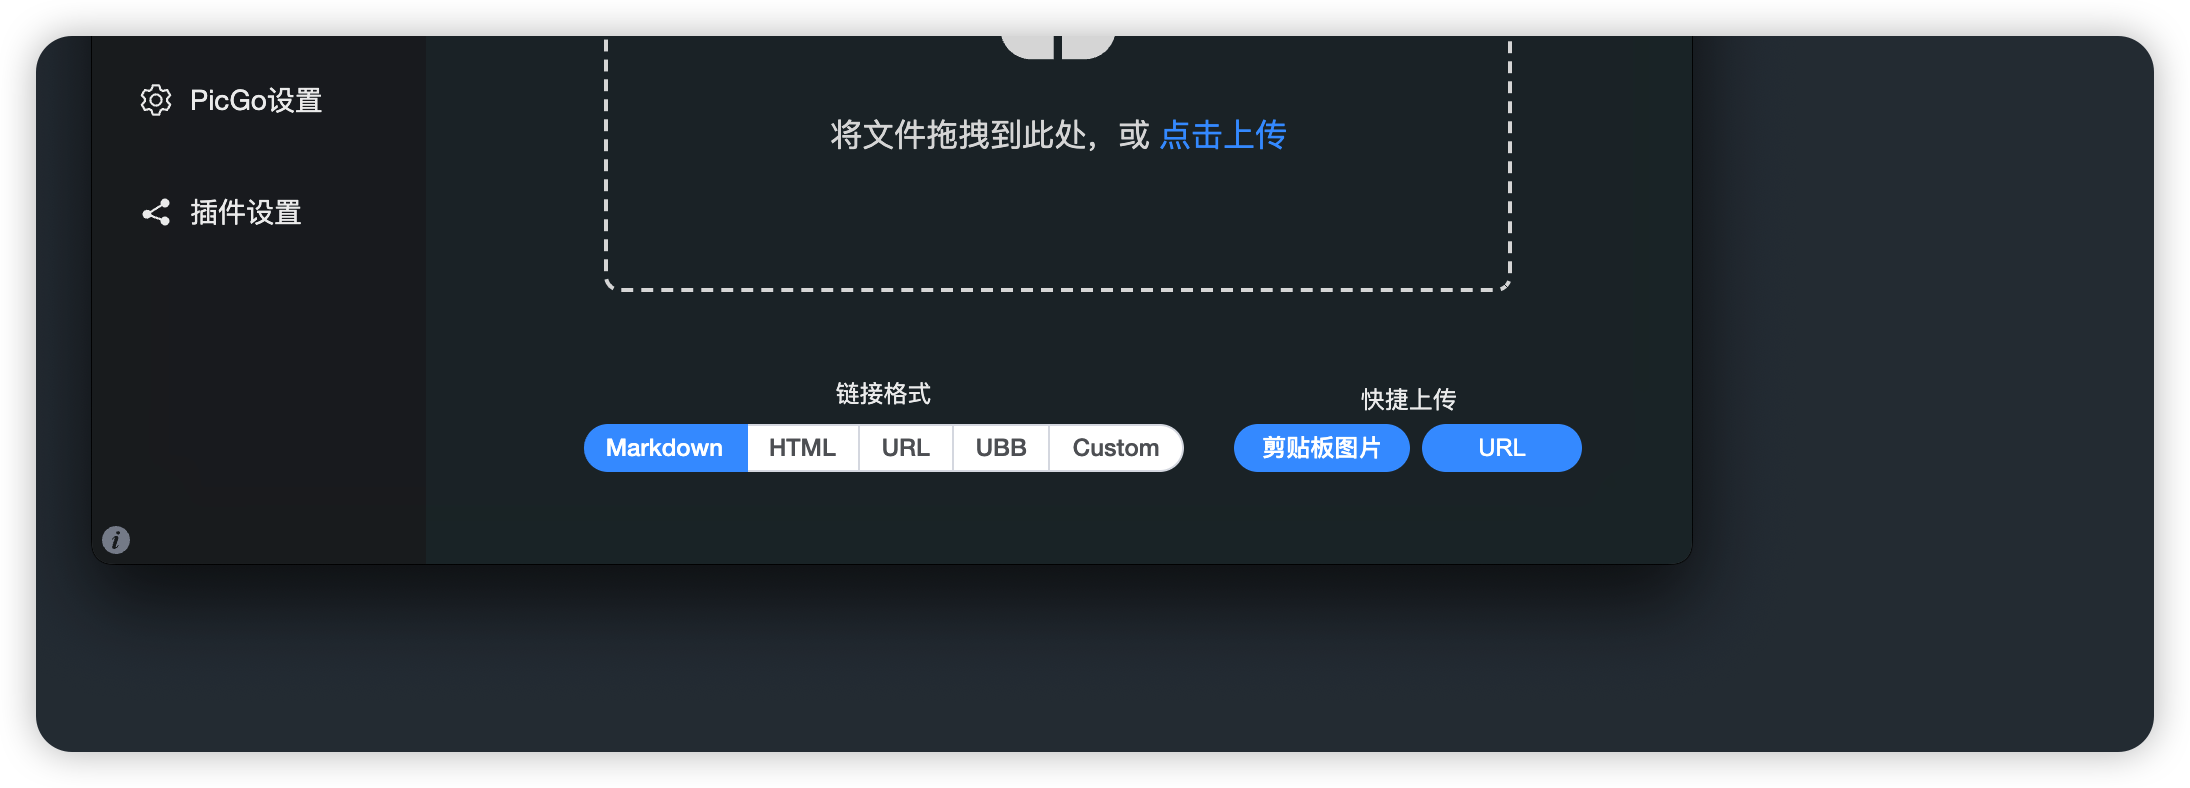 PicGo设置
插件设置
将文件拖拽到此处，或 点击上传
链接格式
Markdown HTML URL UBB Custom
快捷上传
剪贴板图片 URL
i